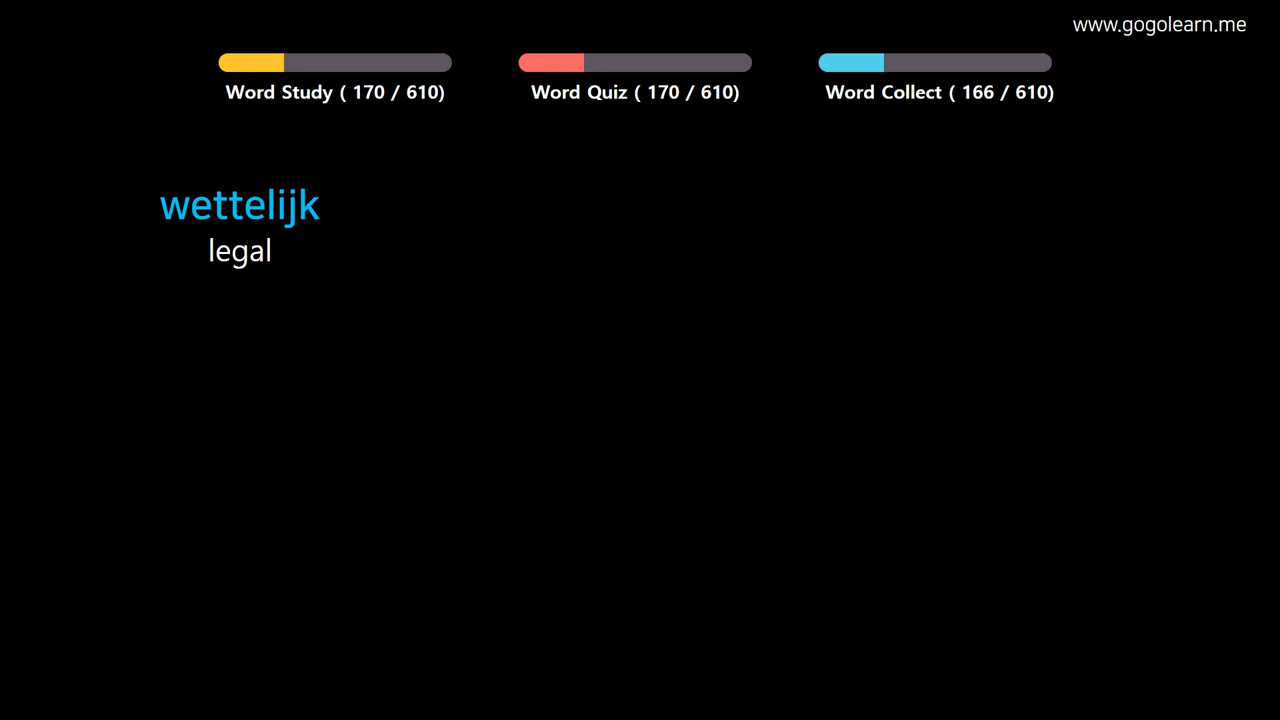 www.gogolearn.me
Word Study ( 170 / 610)
Word Quiz ( 170 / 610)
Word Collect ( 166 / 610)
wettelijk
legal